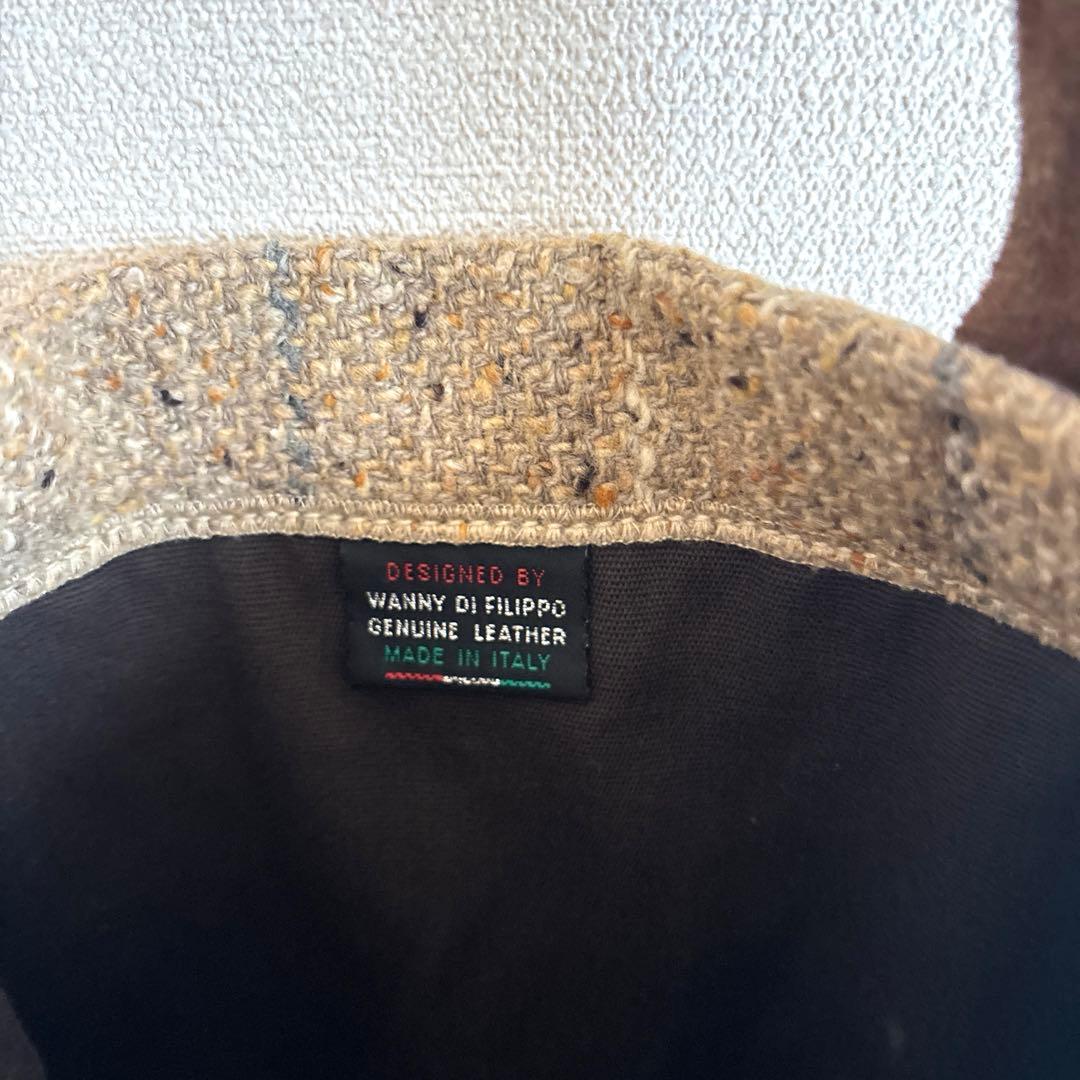 DESIGNED BY
WANNY DI FILIPPO
GENUINE LEATHER
MADE IN ITALY